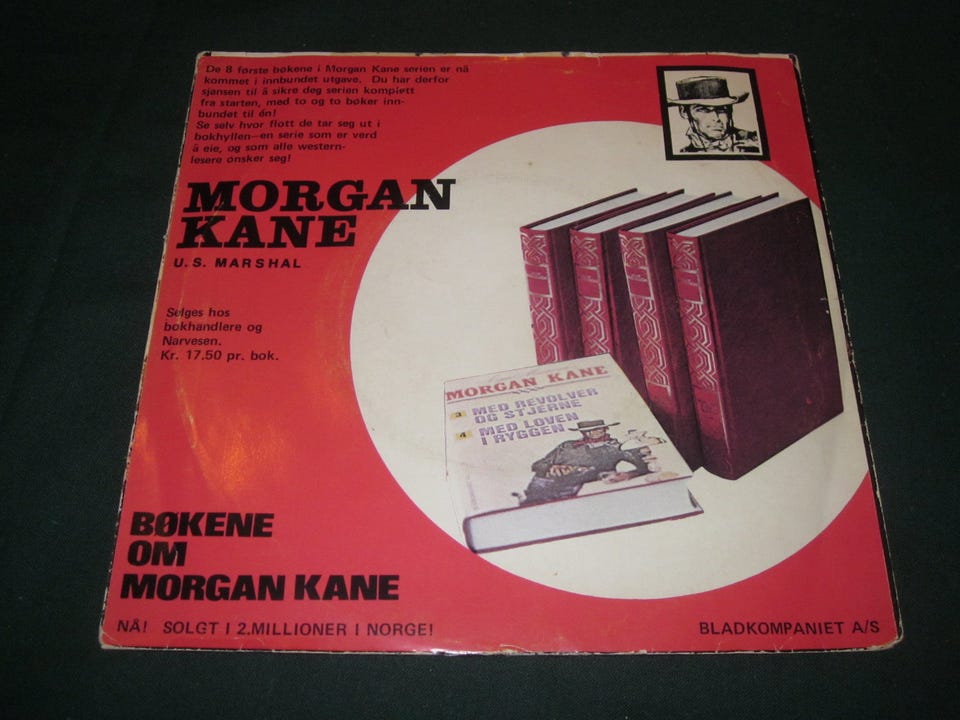 De 8 første bøkene i Morgan Kane serien er nå
kommet i innbundet utgave. Du har derfor
sjansen til å sikre deg serien komplett
fra starten, med to og to bøker inn-
bundet til én!
Se selv hvor flott de tar seg ut i
bokhyllen—en serie som er verd
å eie, og som alle western-
lesere ønsker seg!
MORGAN
KANE
U.S. MARSHAL
Selges hos
bokhandlere og
Narvesen.
Kr. 17.50 pr. bok.
MORGAN KANE
3 MED REVOLVER
OG STJERNE
4 MED LOVEN
I RYGGEN
BØKENE
OM
MORGAN KANE
NÅ! SOLGT I 2.MILLIONER I NORGE!
BLADKOMPANIET A/S